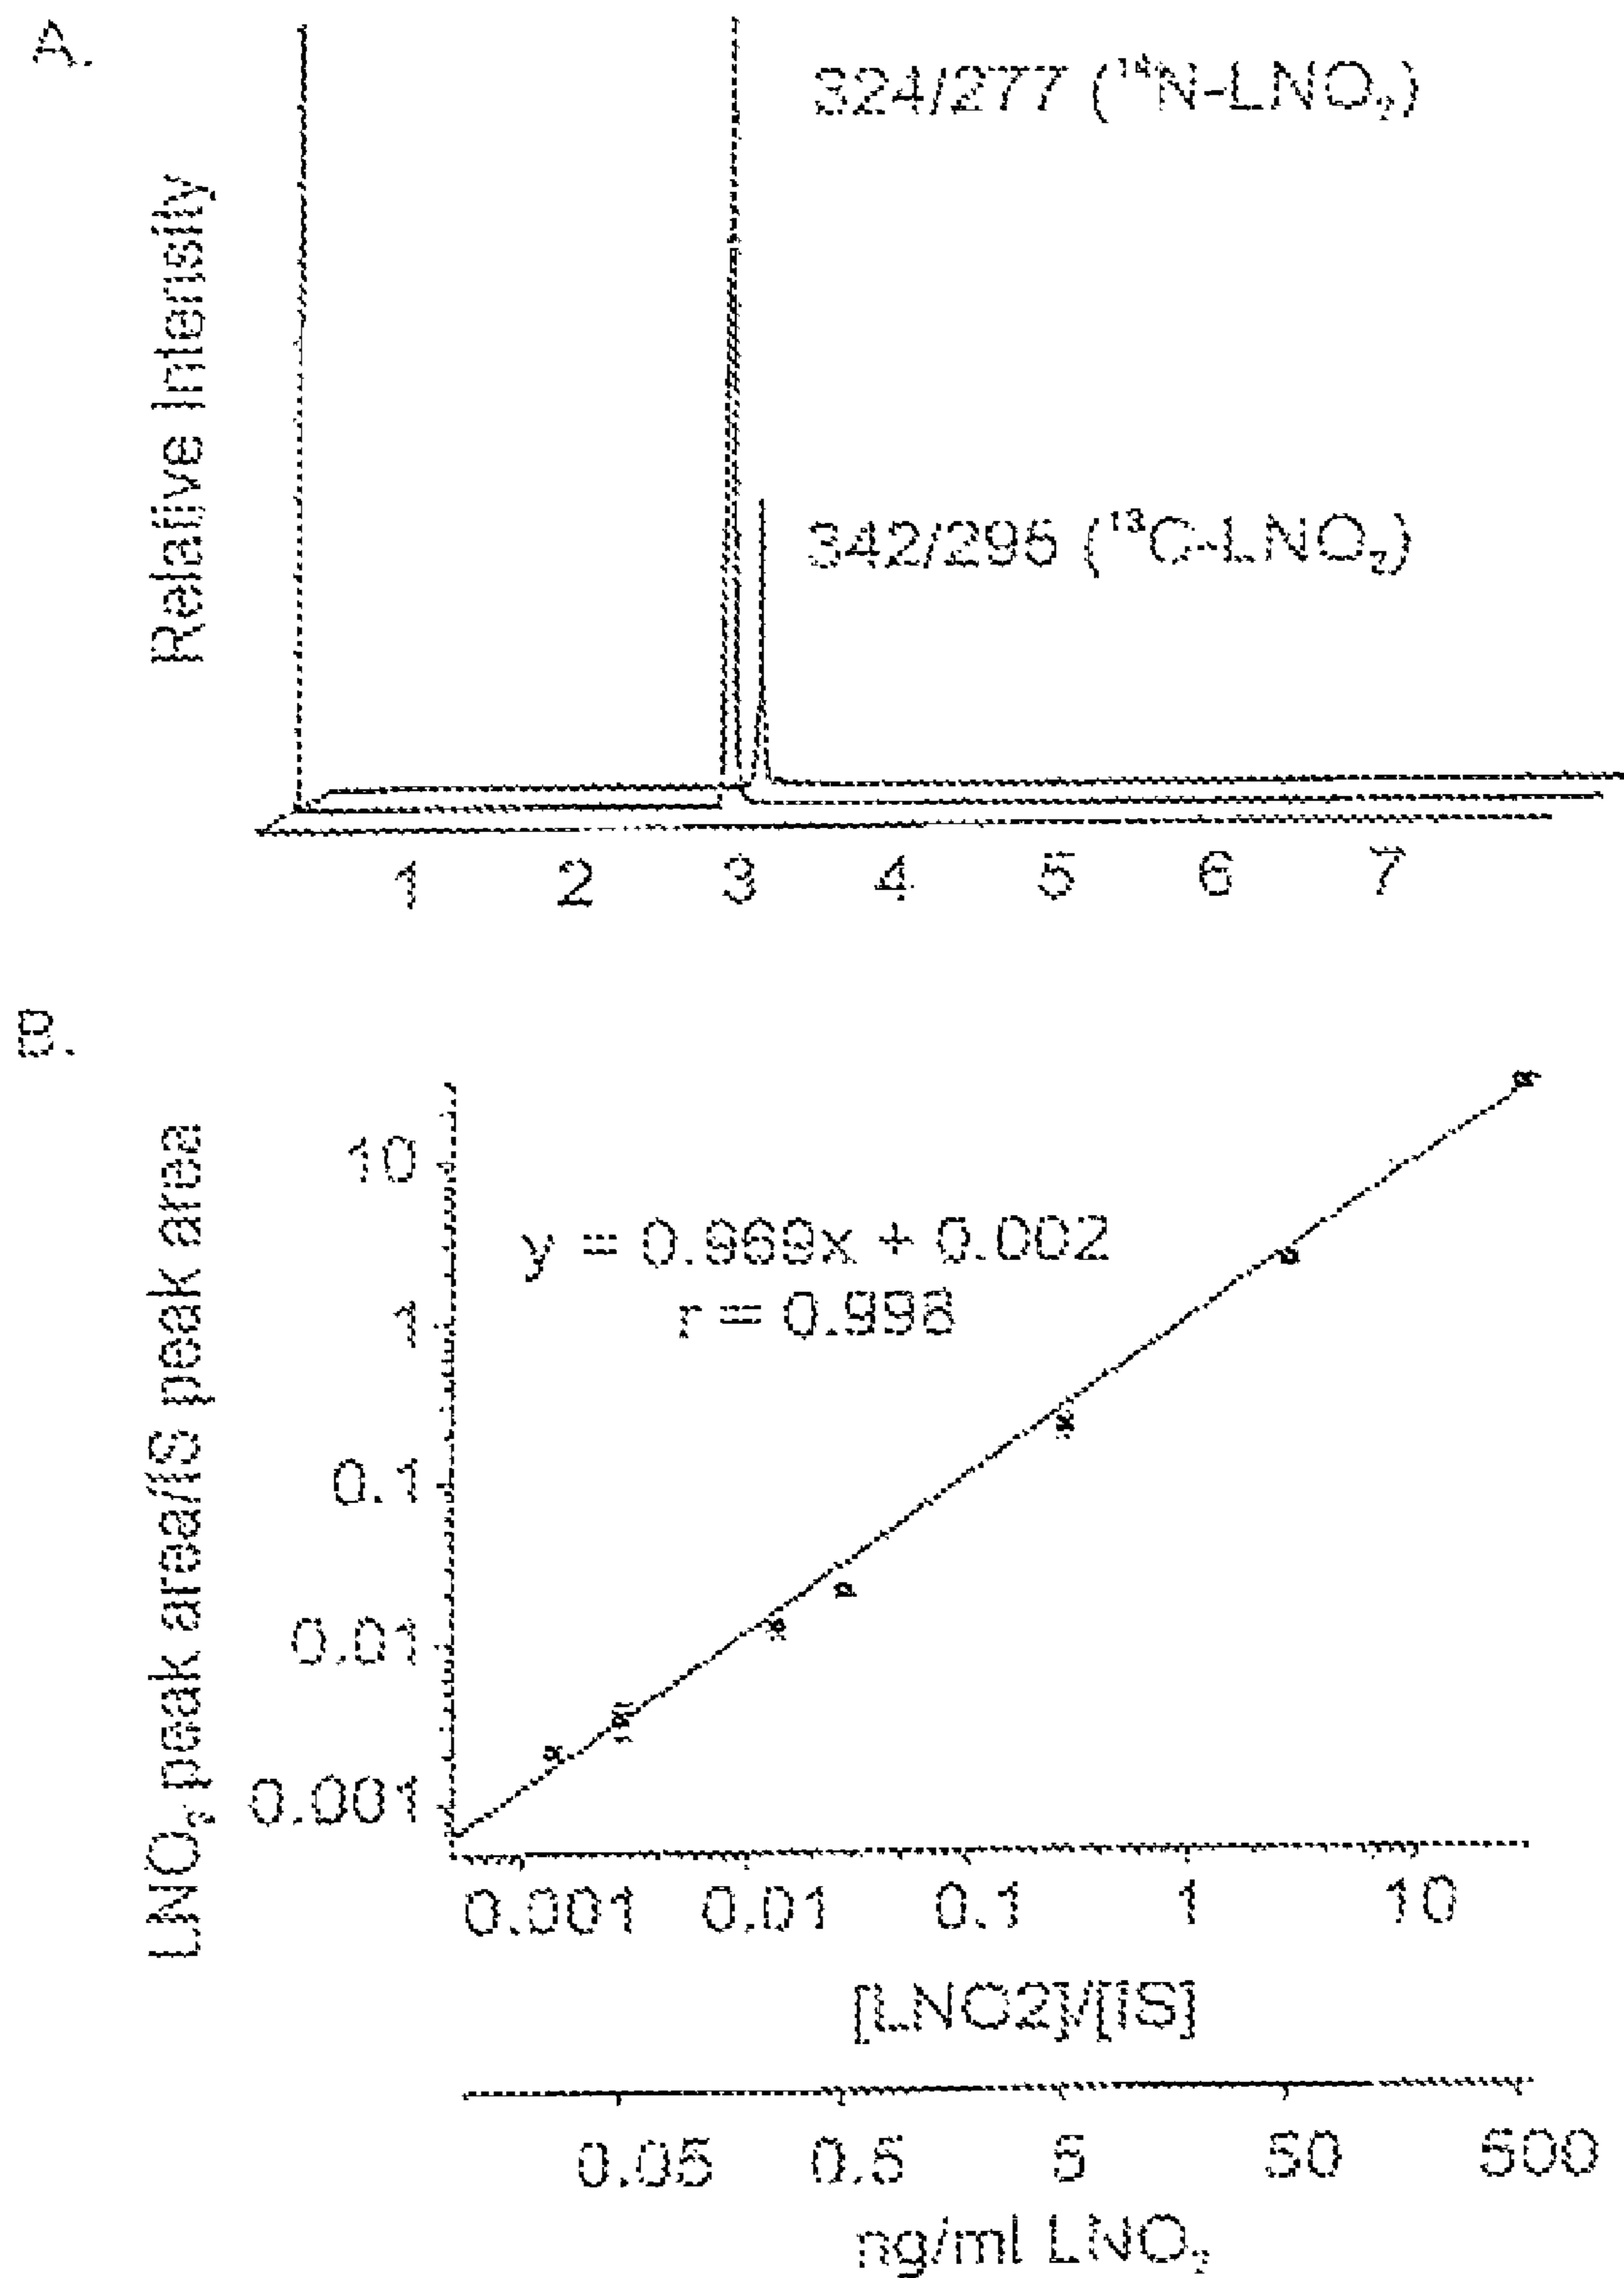 A.
324/277 (¹⁴N-LNO₂)
Relative Intensity
342/295 (¹³C-LNO₂)
1 2 3 4 5 6 7
B.
LNO₂ peak area/IS peak area
10
y = 0.969x + 0.002
1
r = 0.998
0.1
0.01
0.001
0.001 0.01 0.1 1 10
[LNO2]/[IS]
0.05 0.5 5 50 500
ng/ml LNO₂